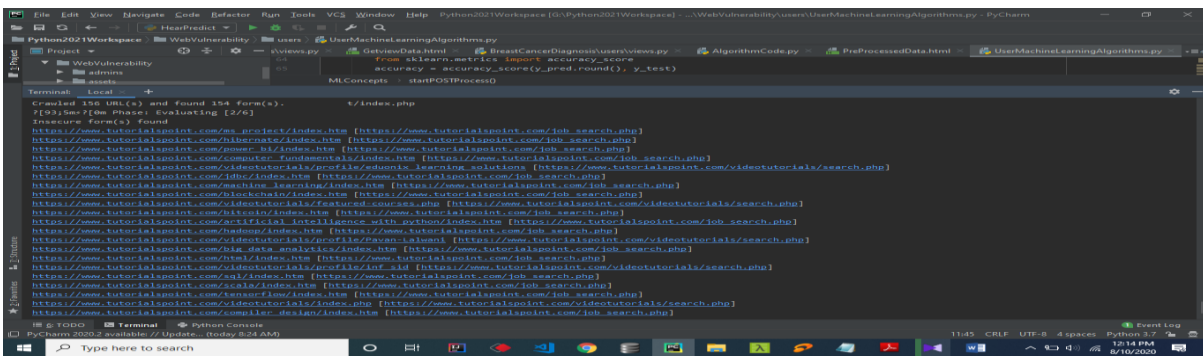 File Edit View Navigate Code Refactor Run Tools VCS Window Help Python2021Workspace [G:\Python2021Workspace] - ...\WebVulnerability\users\UserMachineLearningAlgorithms.py - PyCharm
HearPredict
Python2021Workspace WebVulnerability users UserMachineLearningAlgorithms.py
Project s\views.py GetviewData.html BreastCancerDiagnosis\users\views.py AlgorithmCode.py PreProcessedData.html UserMachineLearningAlgorithms.py
WebVulnerability 64 from sklearn.metrics import accuracy_score
admins 65 accuracy = accuracy_score(y_pred.round(), y_test)
assets MLConcepts startPOSTProcess()
Terminal: Local +
Crawled 156 URL(s) and found 154 form(s). t/index.php
Phase: Evaluating [2/6]
Insecure form(s) found
https://www.tutorialspoint.com/ms_project/index.htm [https://www.tutorialspoint.com/job_search.php]
https://www.tutorialspoint.com/hibernate/index.htm [https://www.tutorialspoint.com/job_search.php]
https://www.tutorialspoint.com/power_bi/index.htm [https://www.tutorialspoint.com/job_search.php]
https://www.tutorialspoint.com/computer_fundamentals/index.htm [https://www.tutorialspoint.com/job_search.php]
https://www.tutorialspoint.com/videotutorials/profile/eduonix_learning_solutions [https://www.tutorialspoint.com/videotutorials/search.php]
https://www.tutorialspoint.com/jdbc/index.htm [https://www.tutorialspoint.com/job_search.php]
https://www.tutorialspoint.com/machine_learning/index.htm [https://www.tutorialspoint.com/job_search.php]
https://www.tutorialspoint.com/blockchain/index.htm [https://www.tutorialspoint.com/job_search.php]
https://www.tutorialspoint.com/videotutorials/featured-courses.php [https://www.tutorialspoint.com/videotutorials/search.php]
https://www.tutorialspoint.com/bitcoin/index.htm [https://www.tutorialspoint.com/job_search.php]
https://www.tutorialspoint.com/artificial_intelligence_with_python/index.htm [https://www.tutorialspoint.com/job_search.php]
https://www.tutorialspoint.com/hadoop/index.htm [https://www.tutorialspoint.com/job_search.php]
https://www.tutorialspoint.com/videotutorials/profile/Pavan-Lalwani [https://www.tutorialspoint.com/videotutorials/search.php]
https://www.tutorialspoint.com/big_data_analytics/index.htm [https://www.tutorialspoint.com/job_search.php]
https://www.tutorialspoint.com/html/index.htm [https://www.tutorialspoint.com/job_search.php]
https://www.tutorialspoint.com/videotutorials/profile/inf_sid [https://www.tutorialspoint.com/videotutorials/search.php]
https://www.tutorialspoint.com/sql/index.htm [https://www.tutorialspoint.com/job_search.php]
https://www.tutorialspoint.com/scala/index.htm [https://www.tutorialspoint.com/job_search.php]
https://www.tutorialspoint.com/tensorflow/index.htm [https://www.tutorialspoint.com/job_search.php]
https://www.tutorialspoint.com/videotutorials/index.php [https://www.tutorialspoint.com/videotutorials/search.php]
https://www.tutorialspoint.com/compiler_design/index.htm [https://www.tutorialspoint.com/job_search.php]
1: Project
7: Structure
2: Favorites
6: TODO Terminal Python Console Event Log
PyCharm 2020.2 available // Update... (today 8:24 AM) 11:45 CRLF UTF-8 4 spaces Python 3.7
Type here to search 12:14 PM
8/10/2020